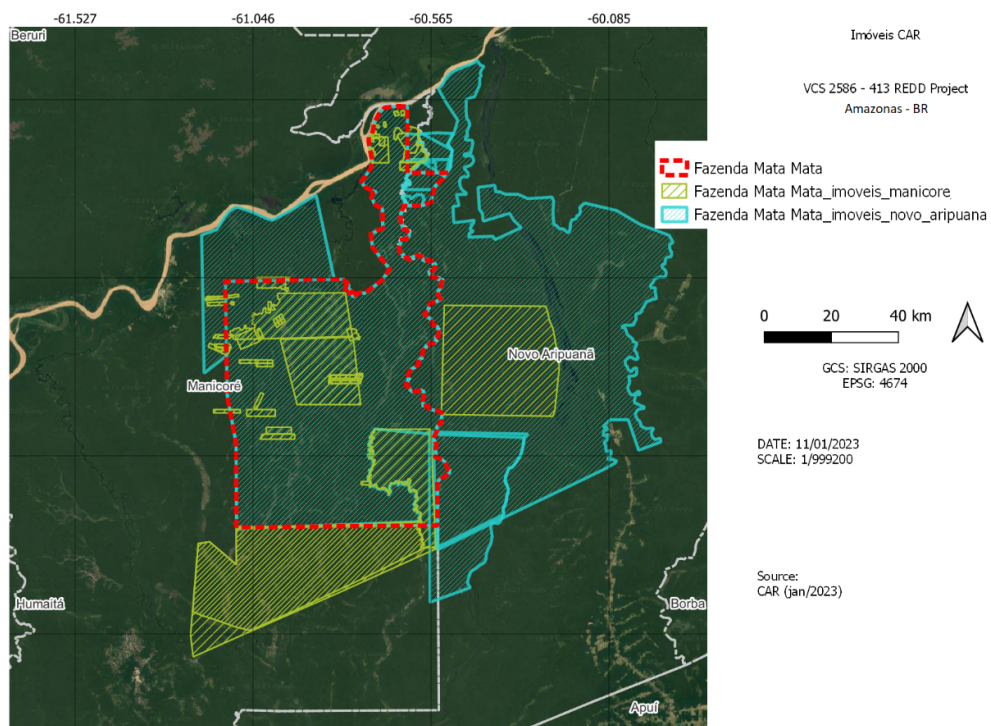 -61.527
-61.046
-60.565
-60.085
Beruri
Imóveis CAR
VCS 2586 - 413 REDD Project
Amazonas - BR
Fazenda Mata Mata
Fazenda Mata Mata_imoveis_manicore
Fazenda Mata Mata_imoveis_novo_aripuana
0 20 40 km
Novo Aripuanã
GCS: SIRGAS 2000
EPSG: 4674
Manicoré
DATE: 11/01/2023
SCALE: 1/999200
Source:
CAR (jan/2023)
Humaitá
Borba
Apuí